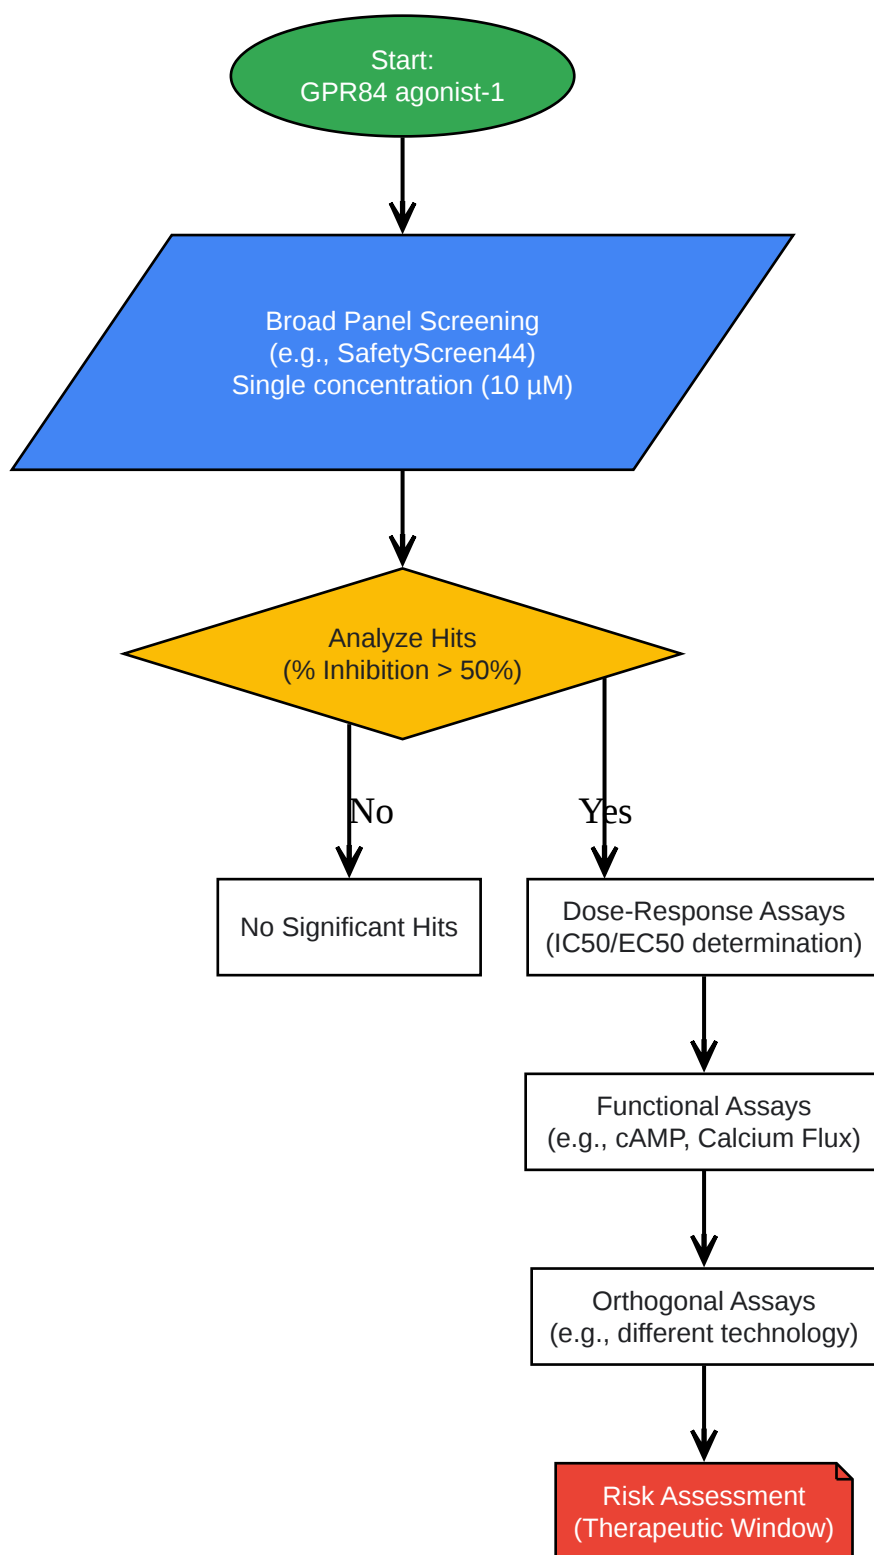 Start:
GPR84 agonist-1
Broad Panel Screening
(e.g., SafetyScreen44)
Single concentration (10 µM)
Analyze Hits
(% Inhibition > 50%)
No
Yes
No Significant Hits
Dose-Response Assays
(IC50/EC50 determination)
Functional Assays
(e.g., cAMP, Calcium Flux)
Orthogonal Assays
(e.g., different technology)
Risk Assessment
(Therapeutic Window)